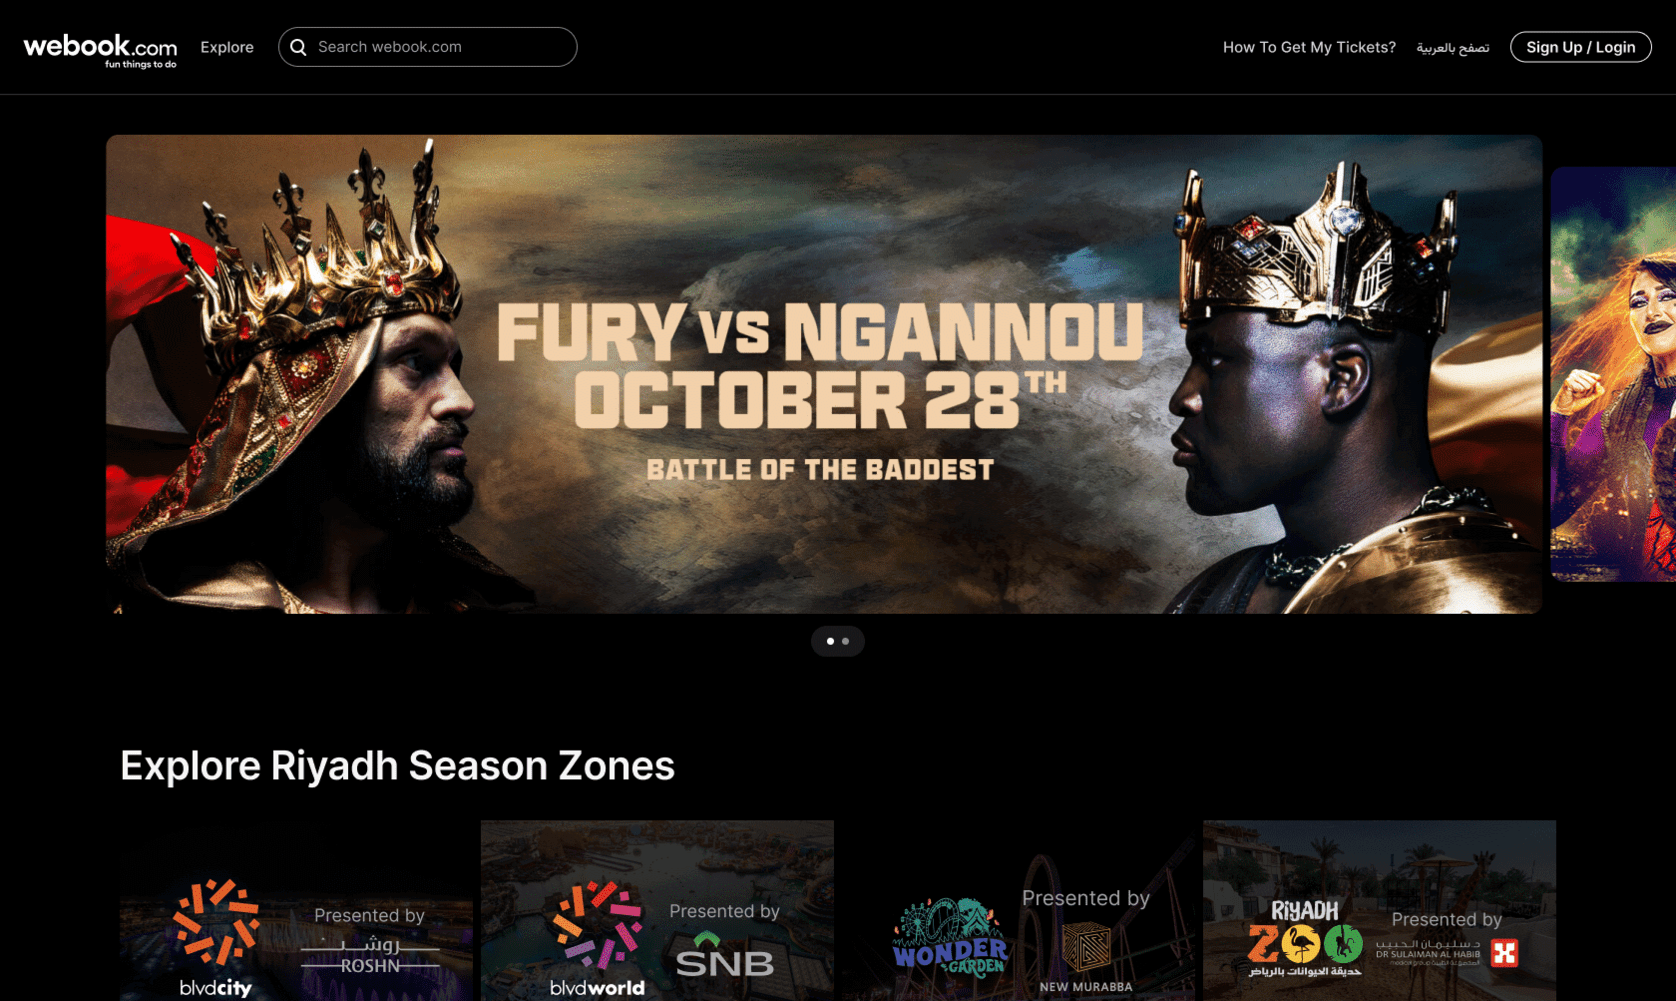 webook.com
fun things to do
Explore
Search webook.com
How To Get My Tickets?
تصفح بالعربية
Sign Up / Login
FURY VS NGANNOU
OCTOBER 28TH
BATTLE OF THE BADDEST
Explore Riyadh Season Zones
Presented by
روشن
ROSHN
blvdcity
Presented by
SNB
blvdworld
WONDER
GARDEN
Presented by
NEW MURABBA
RiYADH
ZOO
حديقة الحيوانات بالرياض
Presented by
د. سليمان الحبيب
DR SULAIMAN AL HABIB